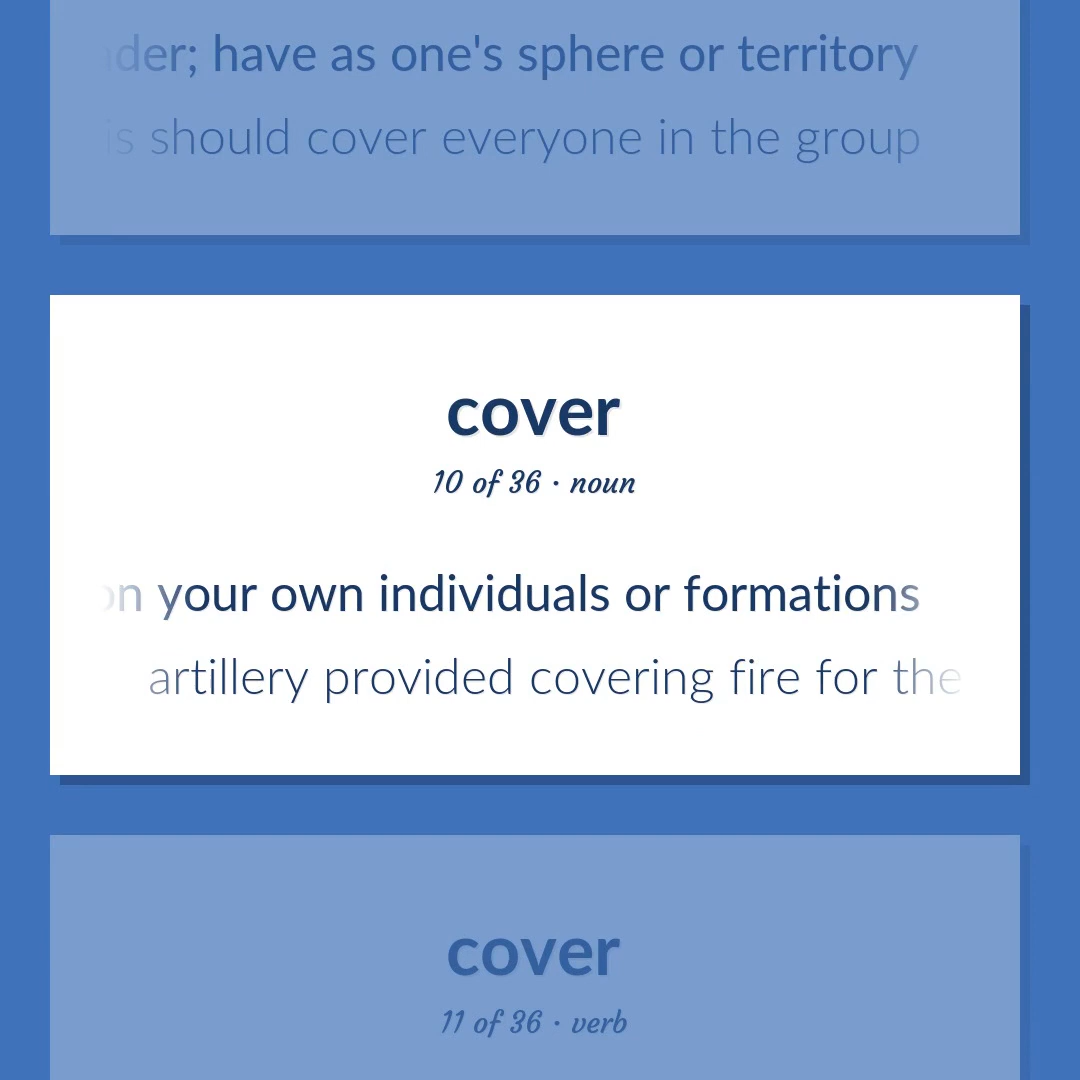 der; have as one's sphere or territory
is should cover everyone in the group
cover
10 of 36 · noun
on your own individuals or formations
artillery provided covering fire for the
cover
11 of 36 · verb